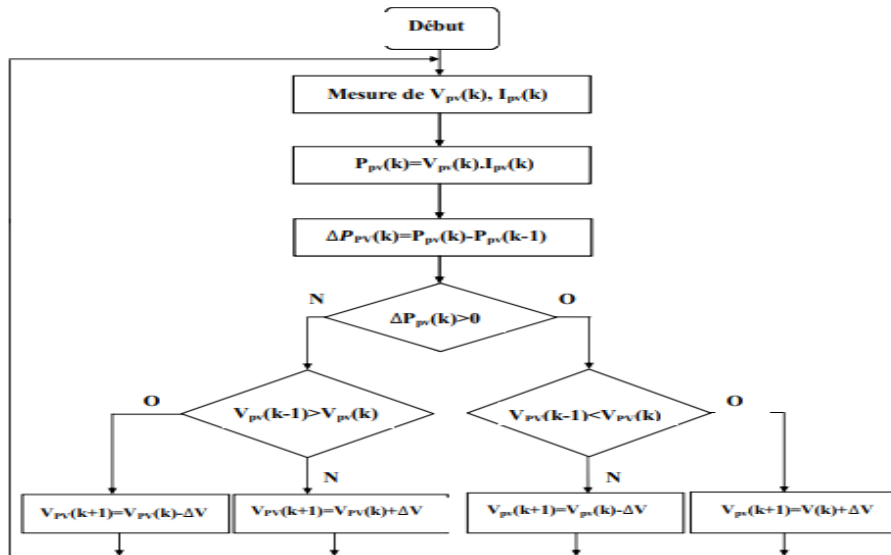 Début
Mesure de Vpv(k), Ipv(k)
Ppv(k)=Vpv(k).Ipv(k)
ΔPPV(k)=Ppv(k)-Ppv(k-1)
N
O
ΔPpv(k)>0
O
Vpv(k-1)>Vpv(k)
VPV(k-1)<VPV(k)
O
N
N
VPV(k+1)=VPV(k)-ΔV
VPV(k+1)=VPV(k)+ΔV
Vpv(k+1)=Vpv(k)-ΔV
Vpv(k+1)=V(k)+ΔV